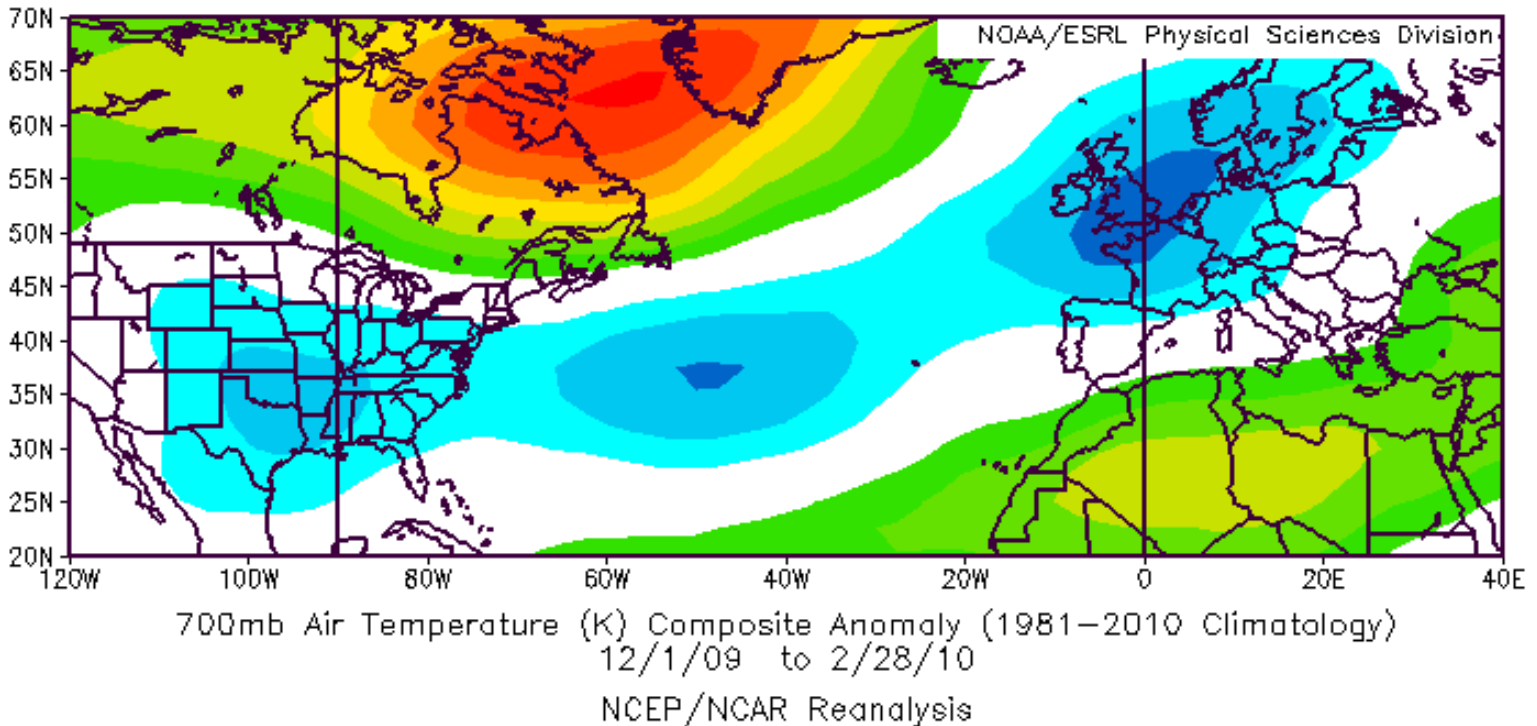 70N
NOAA/ESRL Physical Sciences Division
65N
60N
55N
50N
45N
40N
35N
30N
25N
20N
120W 100W 80W 60W 40W 20W 0 20E 40E
700mb Air Temperature (K) Composite Anomaly (1981-2010 Climatology)
12/1/09 to 2/28/10
NCEP/NCAR Reanalysis